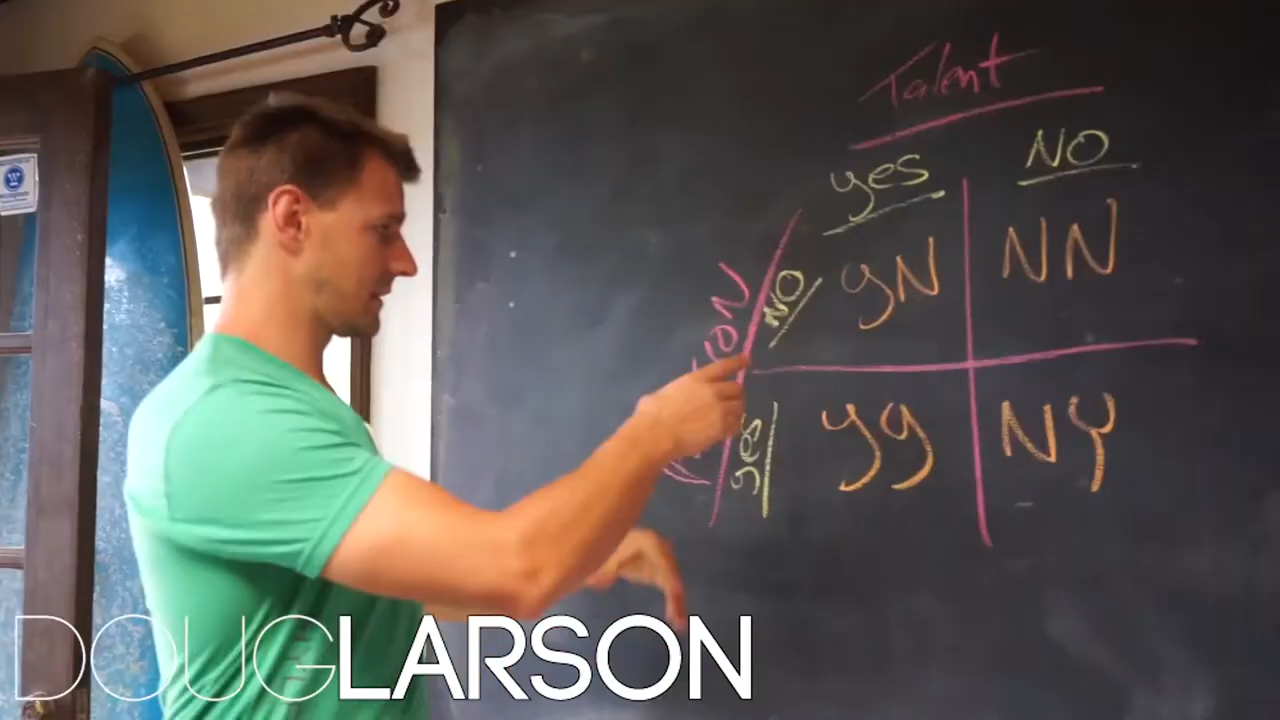 Talent
yes NO
NO yN NN
yes yy NY
DOUGLARSON